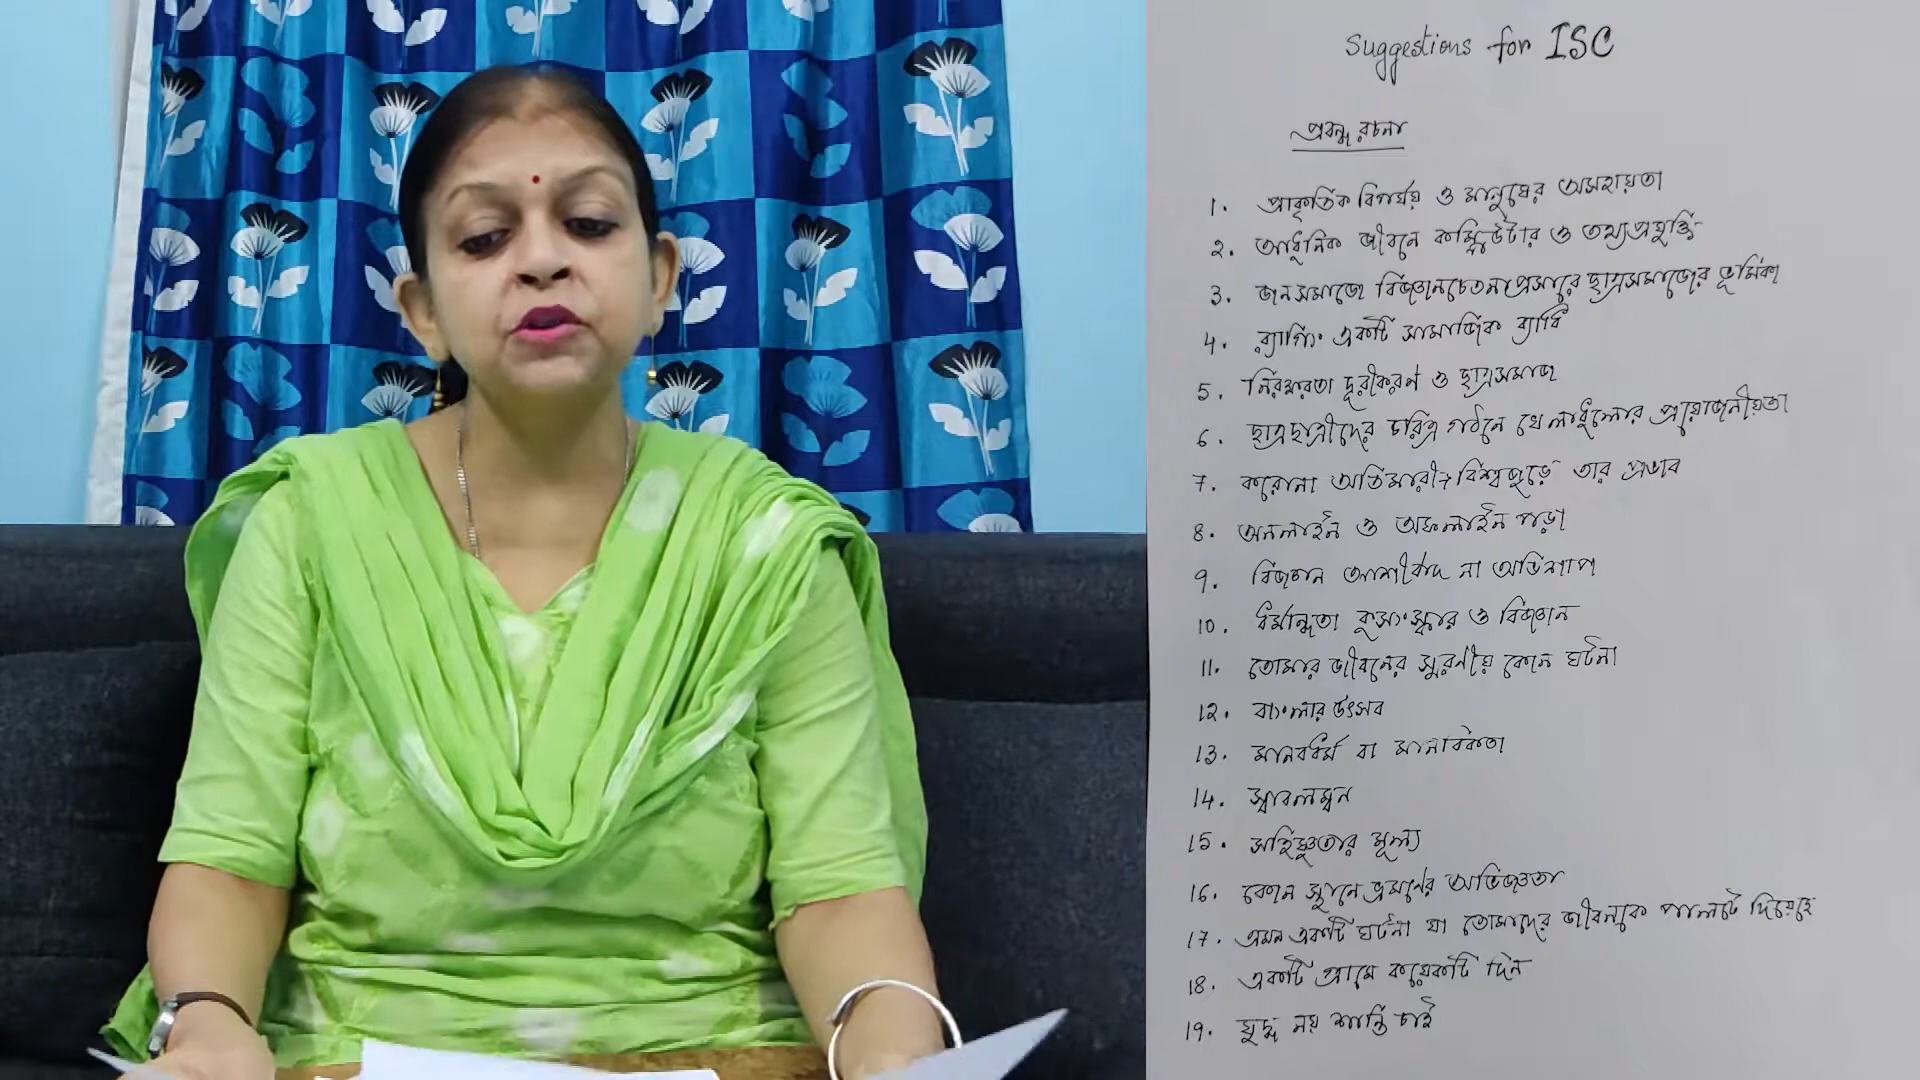 Suggestions for ISC
প্রবন্ধ রচনা
1. প্রাকৃতিক বিপর্যয় ও মানুষের অসহায়তা
2. আধুনিক জীবনে কম্পিউটার ও তথ্যপ্রযুক্তি
3. জনসমাজে বিজ্ঞানচেতনাপ্রসারে ছাত্রসমাজের ভূমিকা
4. র‍্যাগিং একটি সামাজিক ব্যাধি
5. নিরক্ষরতা দূরীকরণ ও ছাত্রসমাজ
6. ছাত্রছাত্রীদের চরিত্র গঠনে খেলাধুলোর প্রয়োজনীয়তা
7. করোনা অতিমারী; বিশ্বজুড়ে তার প্রভাব
8. অনলাইন ও অফলাইন পড়া
9. বিজ্ঞান আশীর্বাদ না অভিশাপ
10. ধর্মান্ধতা কুসংস্কার ও বিজ্ঞান
11. তোমার জীবনের স্মরণীয় কোন ঘটনা
12. বাংলার উৎসব
13. মানবধর্ম বা মানবিকতা
14. স্বাবলম্বন
15. সহিষ্ণুতার মূল্য
16. কোন স্থানে ভ্রমণের অভিজ্ঞতা
17. এমন একটি ঘটনা যা তোমাদের জীবনকে পালটে দিয়েছে
18. একটি গ্রামে কয়েকটি দিন
19. যুদ্ধ নয় শান্তি চাই